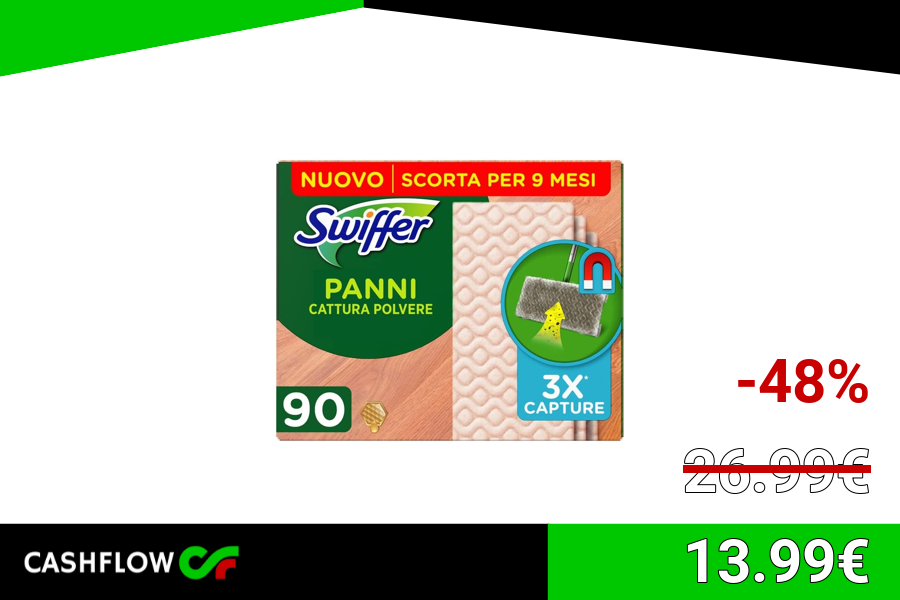 NUOVO SCORTA PER 9 MESI
Swiffer
PANNI
CATTURA POLVERE
3X*
CAPTURE
90
-48%
26.99€
13.99€
CASHFLOW